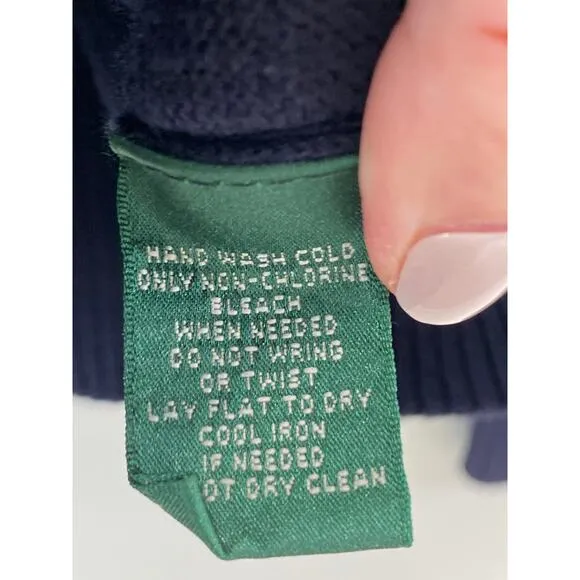 HAND WASH COLD
ONLY NON-CHLORINE
BLEACH
WHEN NEEDED
DO NOT WRING
OR TWIST
LAY FLAT TO DRY
COOL IRON
IF NEEDED
OT DRY CLEAN